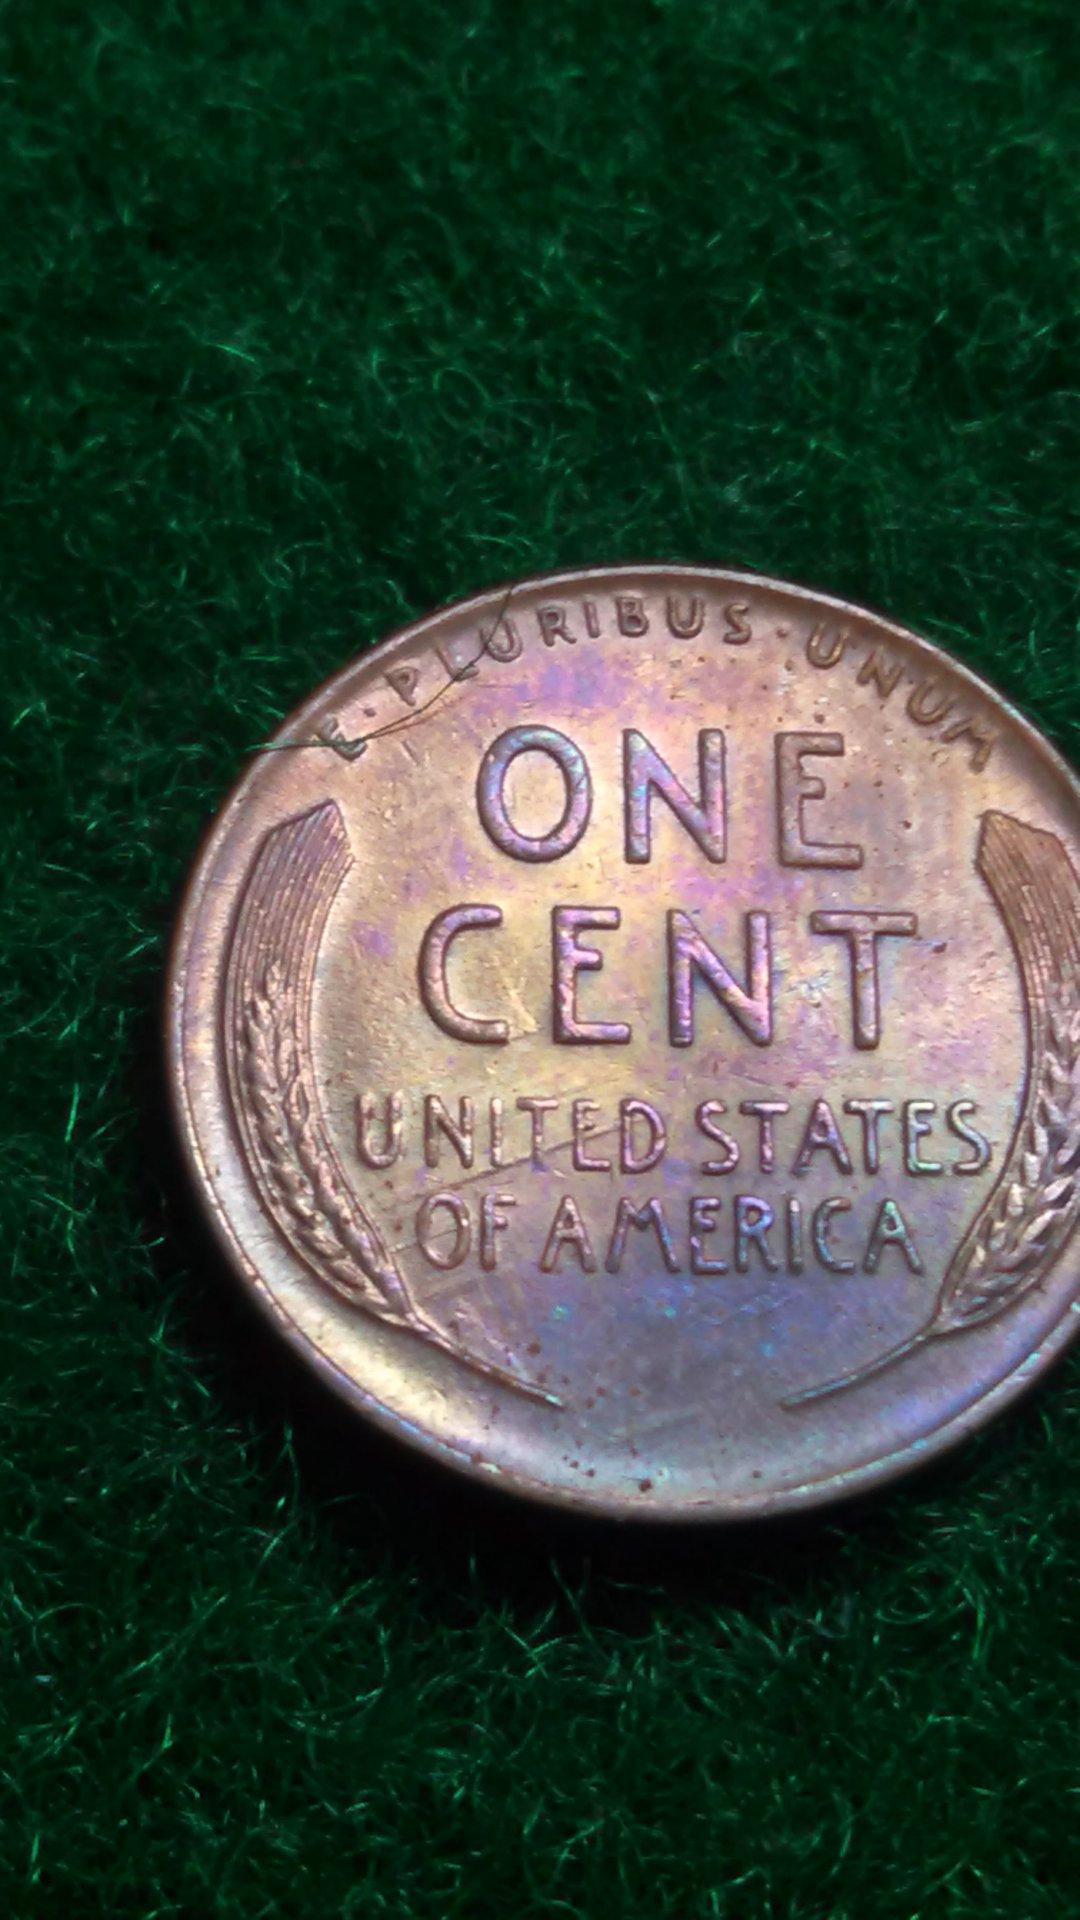 E · PLURIBUS · UNUM
ONE
CENT
UNITED STATES
OF AMERICA